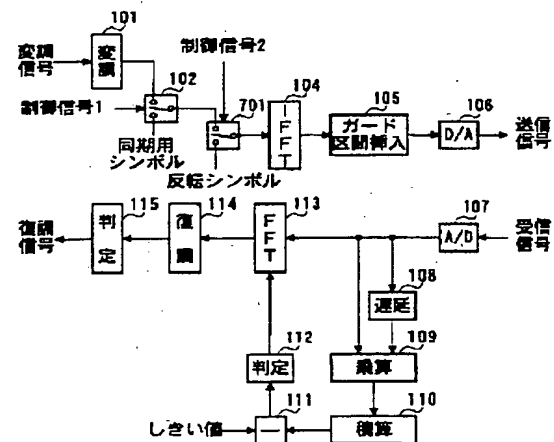 101
変調
信号
変調
制御信号2
102
104
制御信号1
701
IFFT
105
ガード
区間挿入
106
D/A
送信
信号
同期用
シンボル
反転シンボル
115
114
113
107
復調
信号
判定
復調
FFT
A/D
受信
信号
108
遅延
112
109
判定
乗算
111
110
しきい値
−
積算